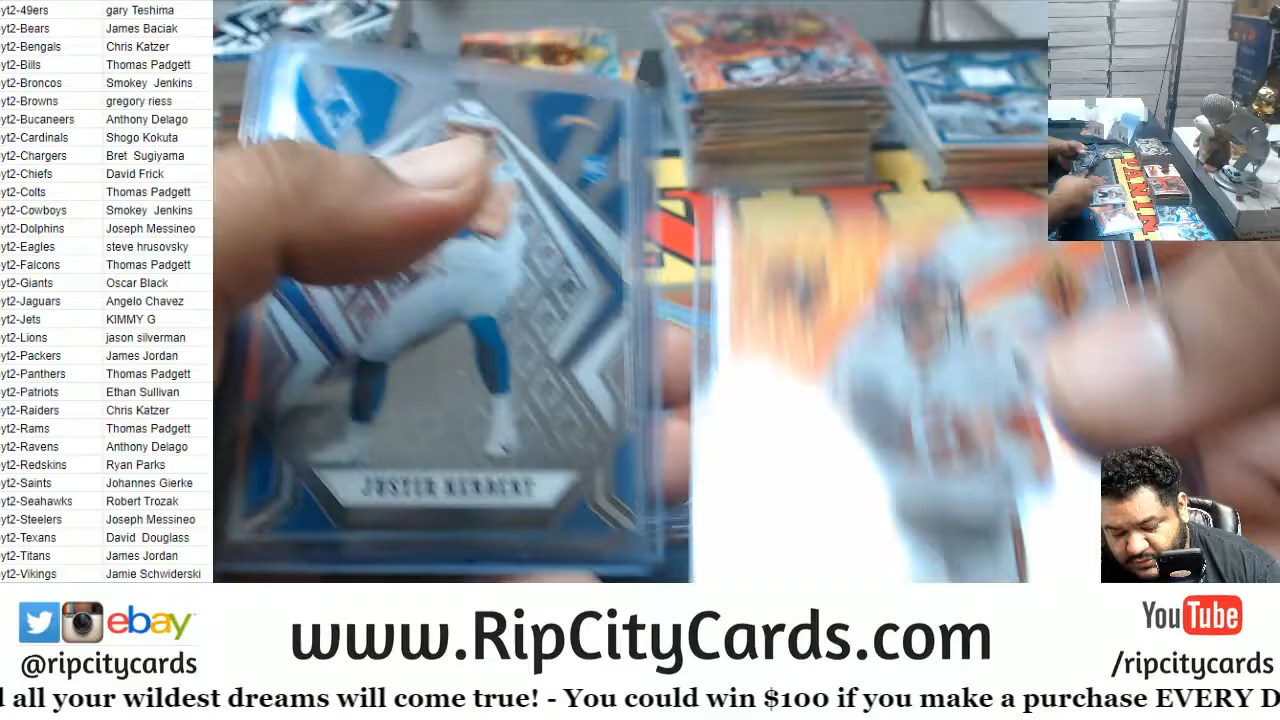 yt2-49ers gary Teshima
yt2-Bears James Baciak
yt2-Bengals Chris Katzer
yt2-Bills Thomas Padgett
yt2-Broncos Smokey Jenkins
yt2-Browns gregory riess
yt2-Bucaneers Anthony Delago
yt2-Cardinals Shogo Kokuta
yt2-Chargers Bret Sugiyama
yt2-Chiefs David Frick
yt2-Colts Thomas Padgett
yt2-Cowboys Smokey Jenkins
yt2-Dolphins Joseph Messineo
yt2-Eagles steve hrusovsky
yt2-Falcons Thomas Padgett
yt2-Giants Oscar Black
yt2-Jaguars Angelo Chavez
yt2-Jets KIMMY G
yt2-Lions jason silverman
yt2-Packers James Jordan
yt2-Panthers Thomas Padgett
yt2-Patriots Ethan Sullivan
yt2-Raiders Chris Katzer
yt2-Rams Thomas Padgett
yt2-Ravens Anthony Delago
yt2-Redskins Ryan Parks
yt2-Saints Johannes Gierke
yt2-Seahawks Robert Trozak
yt2-Steelers Joseph Messineo
yt2-Texans David Douglass
yt2-Titans James Jordan
yt2-Vikings Jamie Schwiderski
JUSTIN HERBERT
PANINI
ebay
@ripcitycards
www.RipCityCards.com
YouTube
/ripcitycards
d all your wildest dreams will come true! - You could win $100 if you make a purchase EVERY D